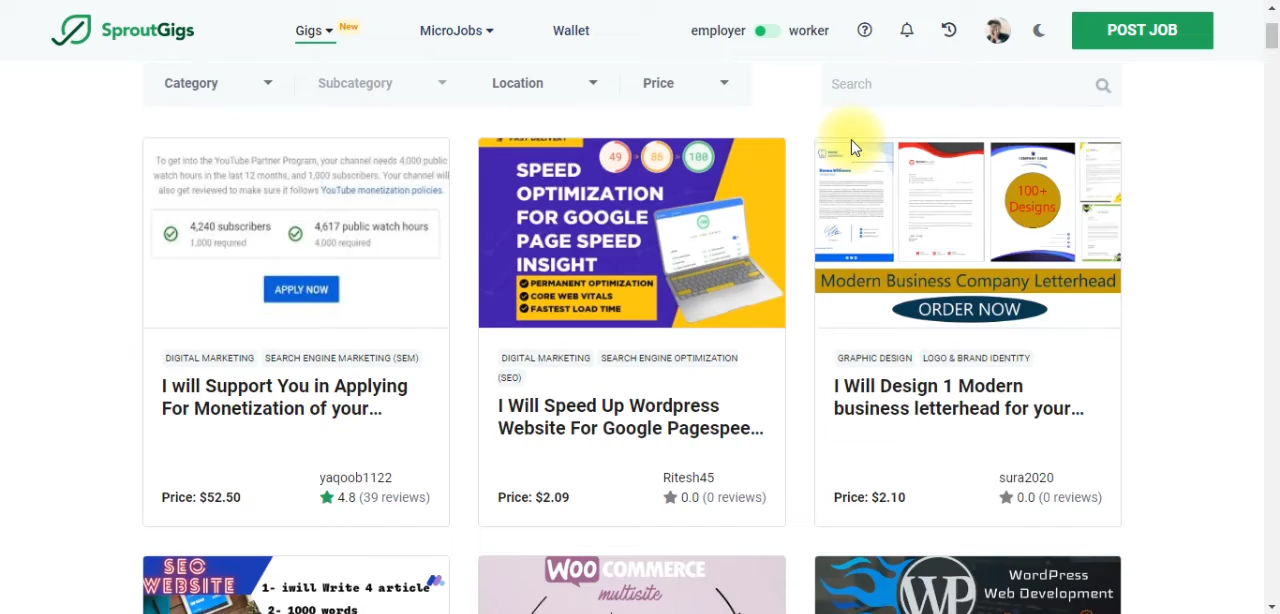 SproutGigs
Gigs
New
MicroJobs
Wallet
employer
worker
POST JOB
Category
Subcategory
Location
Price
Search
To get into the YouTube Partner Program, your channel needs 4,000 public
watch hours in the last 12 months, and 1,000 subscribers. Your channel will
also get reviewed to make sure it follows YouTube monetization policies.
4,240 subscribers
1,000 required
4,617 public watch hours
4,000 required
APPLY NOW
DIGITAL MARKETING
SEARCH ENGINE MARKETING (SEM)
I will Support You in Applying
For Monetization of your...
yaqoob1122
Price: $52.50
4.8 (39 reviews)
FAST DELIVERY
49
86
100
SPEED
OPTIMIZATION
FOR GOOGLE
PAGE SPEED
INSIGHT
PERMANENT OPTIMIZATION
CORE WEB VITALS
FASTEST LOAD TIME
DIGITAL MARKETING
SEARCH ENGINE OPTIMIZATION
(SEO)
I Will Speed Up Wordpress
Website For Google Pagespee...
Ritesh45
Price: $2.09
0.0 (0 reviews)
100+
Designs
Modern Business Company Letterhead
ORDER NOW
GRAPHIC DESIGN
LOGO & BRAND IDENTITY
I Will Design 1 Modern
business letterhead for your...
sura2020
Price: $2.10
0.0 (0 reviews)
SEO
WEBSITE
1- iwill Write 4 article
2- 1000 words
WOO COMMERCE
multisite
WordPress
Web Development